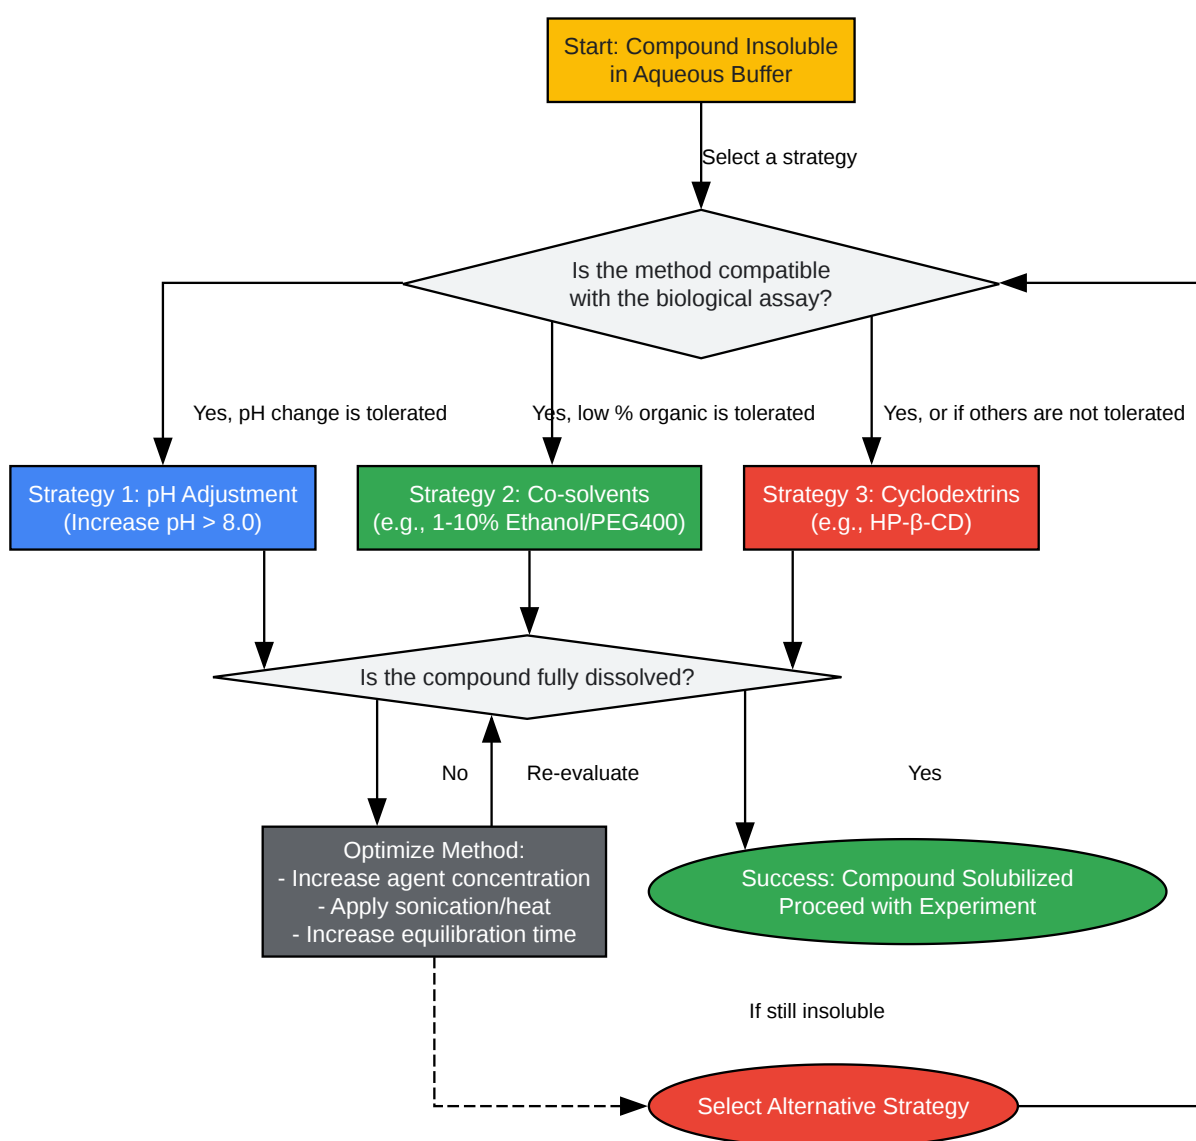 Start: Compound Insoluble
in Aqueous Buffer
Select a strategy
Is the method compatible
with the biological assay?
Yes, pH change is tolerated
Yes, low % organic is tolerated
Yes, or if others are not tolerated
Strategy 1: pH Adjustment
(Increase pH > 8.0)
Strategy 2: Co-solvents
(e.g., 1-10% Ethanol/PEG400)
Strategy 3: Cyclodextrins
(e.g., HP-β-CD)
Is the compound fully dissolved?
No
Re-evaluate
Yes
Optimize Method:
- Increase agent concentration
- Apply sonication/heat
- Increase equilibration time
Success: Compound Solubilized
Proceed with Experiment
If still insoluble
Select Alternative Strategy